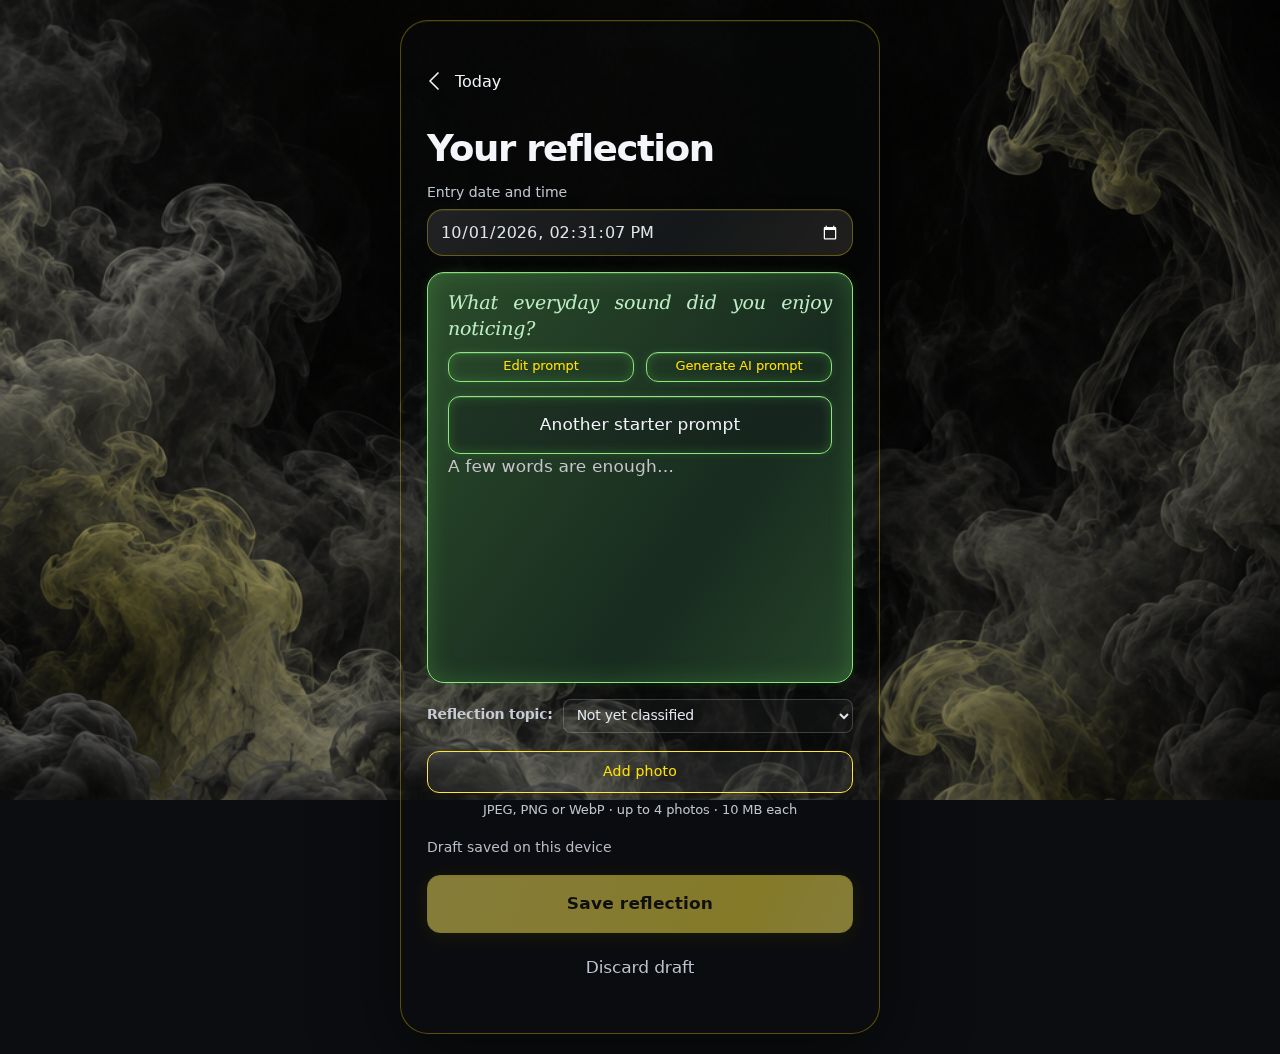 Today
Your reflection
Entry date and time
10/01/2026, 02:31:07 PM
What everyday sound did you enjoy
noticing?
Edit prompt
Generate AI prompt
Another starter prompt
A few words are enough…
Reflection topic:
Not yet classified
Add photo
JPEG, PNG or WebP · up to 4 photos · 10 MB each
Draft saved on this device
Save reflection
Discard draft